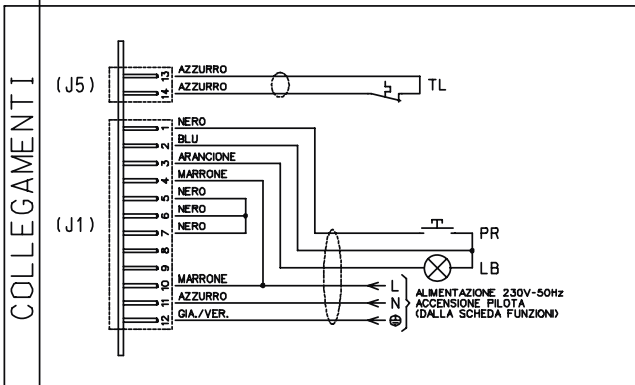 COLLEGAMENTI
(J5)
13 AZZURRO
14 AZZURRO
TL
(J1)
1 NERO
2 BLU
3 ARANCIONE
4 MARRONE
5 NERO
6 NERO
7 NERO
8
9
10 MARRONE
11 AZZURRO
12 GIA./VER.
PR
LB
L
N
ALIMENTAZIONE 230V-50Hz
ACCENSIONE PILOTA
(DALLA SCHEDA FUNZIONI)